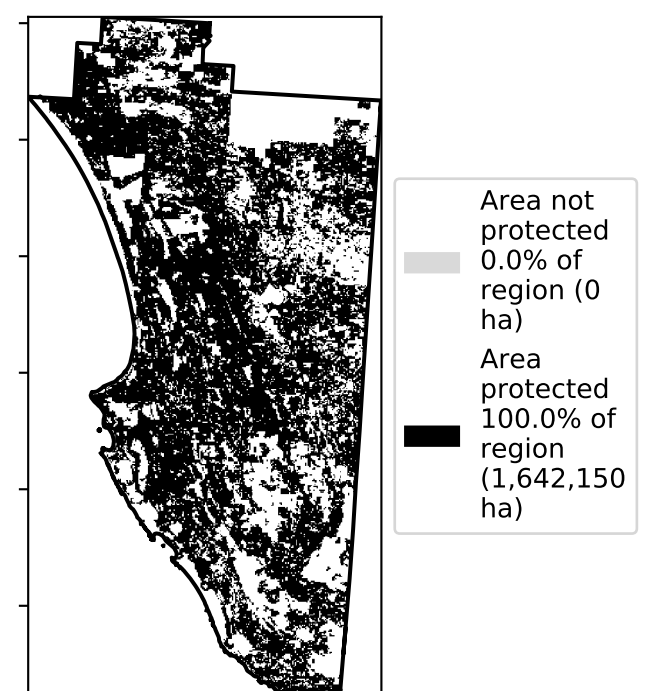 Area not
protected
0.0% of
region (0
ha)
Area
protected
100.0% of
region
(1,642,150
ha)